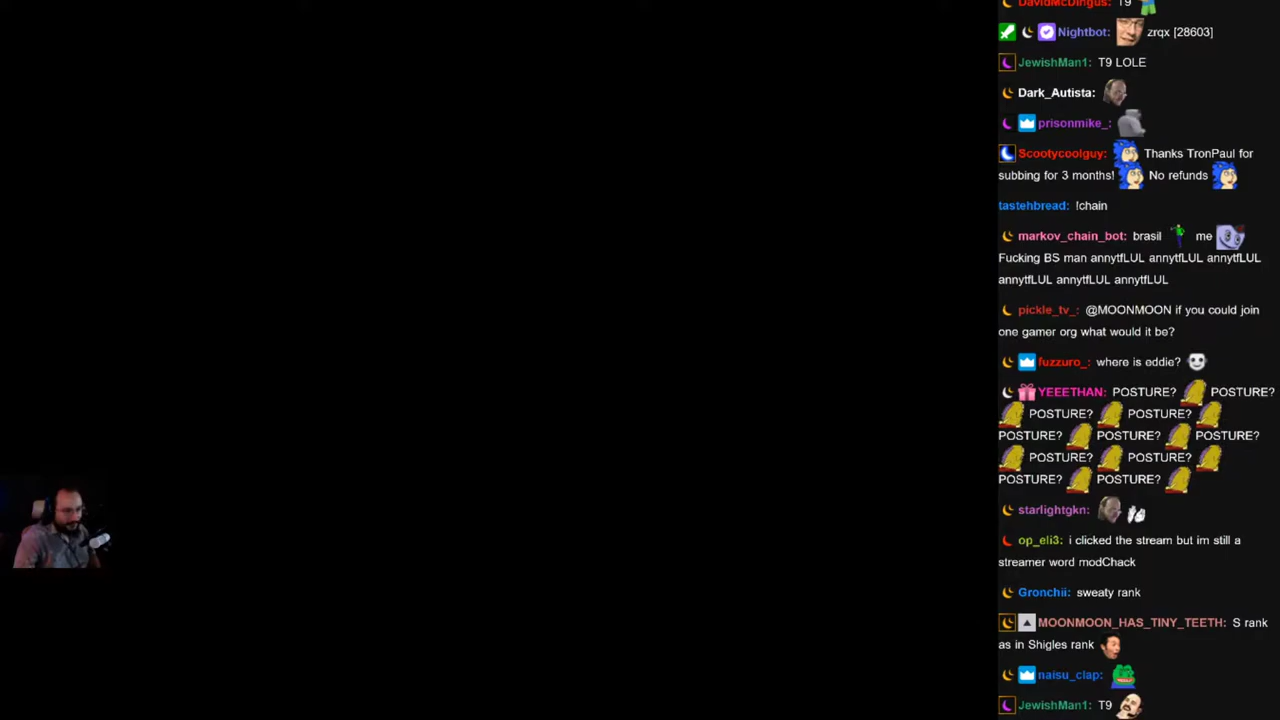 DavidMcDingus: T9
Nightbot: zrqx [28603]
JewishMan1: T9 LOLE
Dark_Autista:
prisonmike_:
Scootycoolguy: Thanks TronPaul for
subbing for 3 months! No refunds
tastehbread: !chain
markov_chain_bot: brasil me
Fucking BS man annytfLUL annytfLUL annytfLUL
annytfLUL annytfLUL annytfLUL
pickle_tv_: @MOONMOON if you could join
one gamer org what would it be?
fuzzuro_: where is eddie?
YEEETHAN: POSTURE? POSTURE?
POSTURE? POSTURE?
POSTURE? POSTURE? POSTURE?
POSTURE? POSTURE?
POSTURE? POSTURE?
starlightgkn:
op_eli3: i clicked the stream but im still a
streamer word modChack
Gronchii: sweaty rank
MOONMOON_HAS_TINY_TEETH: S rank
as in Shigles rank
naisu_clap:
JewishMan1: T9